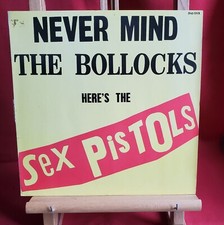 NEVER MIND
THE BOLLOCKS
HERE'S THE
Sex PISTOLS